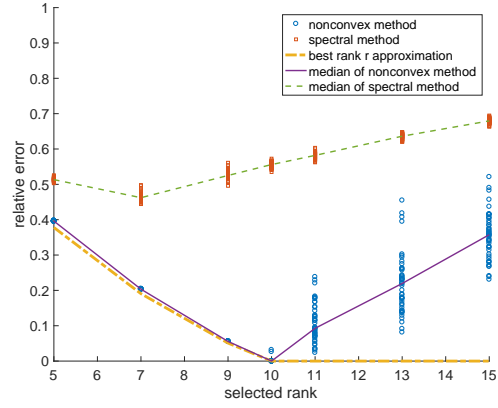 1
0.9
0.8
0.7
0.6
0.5
0.4
0.3
0.2
0.1
0
relative error
nonconvex method
spectral method
best rank r approximation
median of nonconvex method
median of spectral method
5 6 7 8 9 10 11 12 13 14 15
selected rank